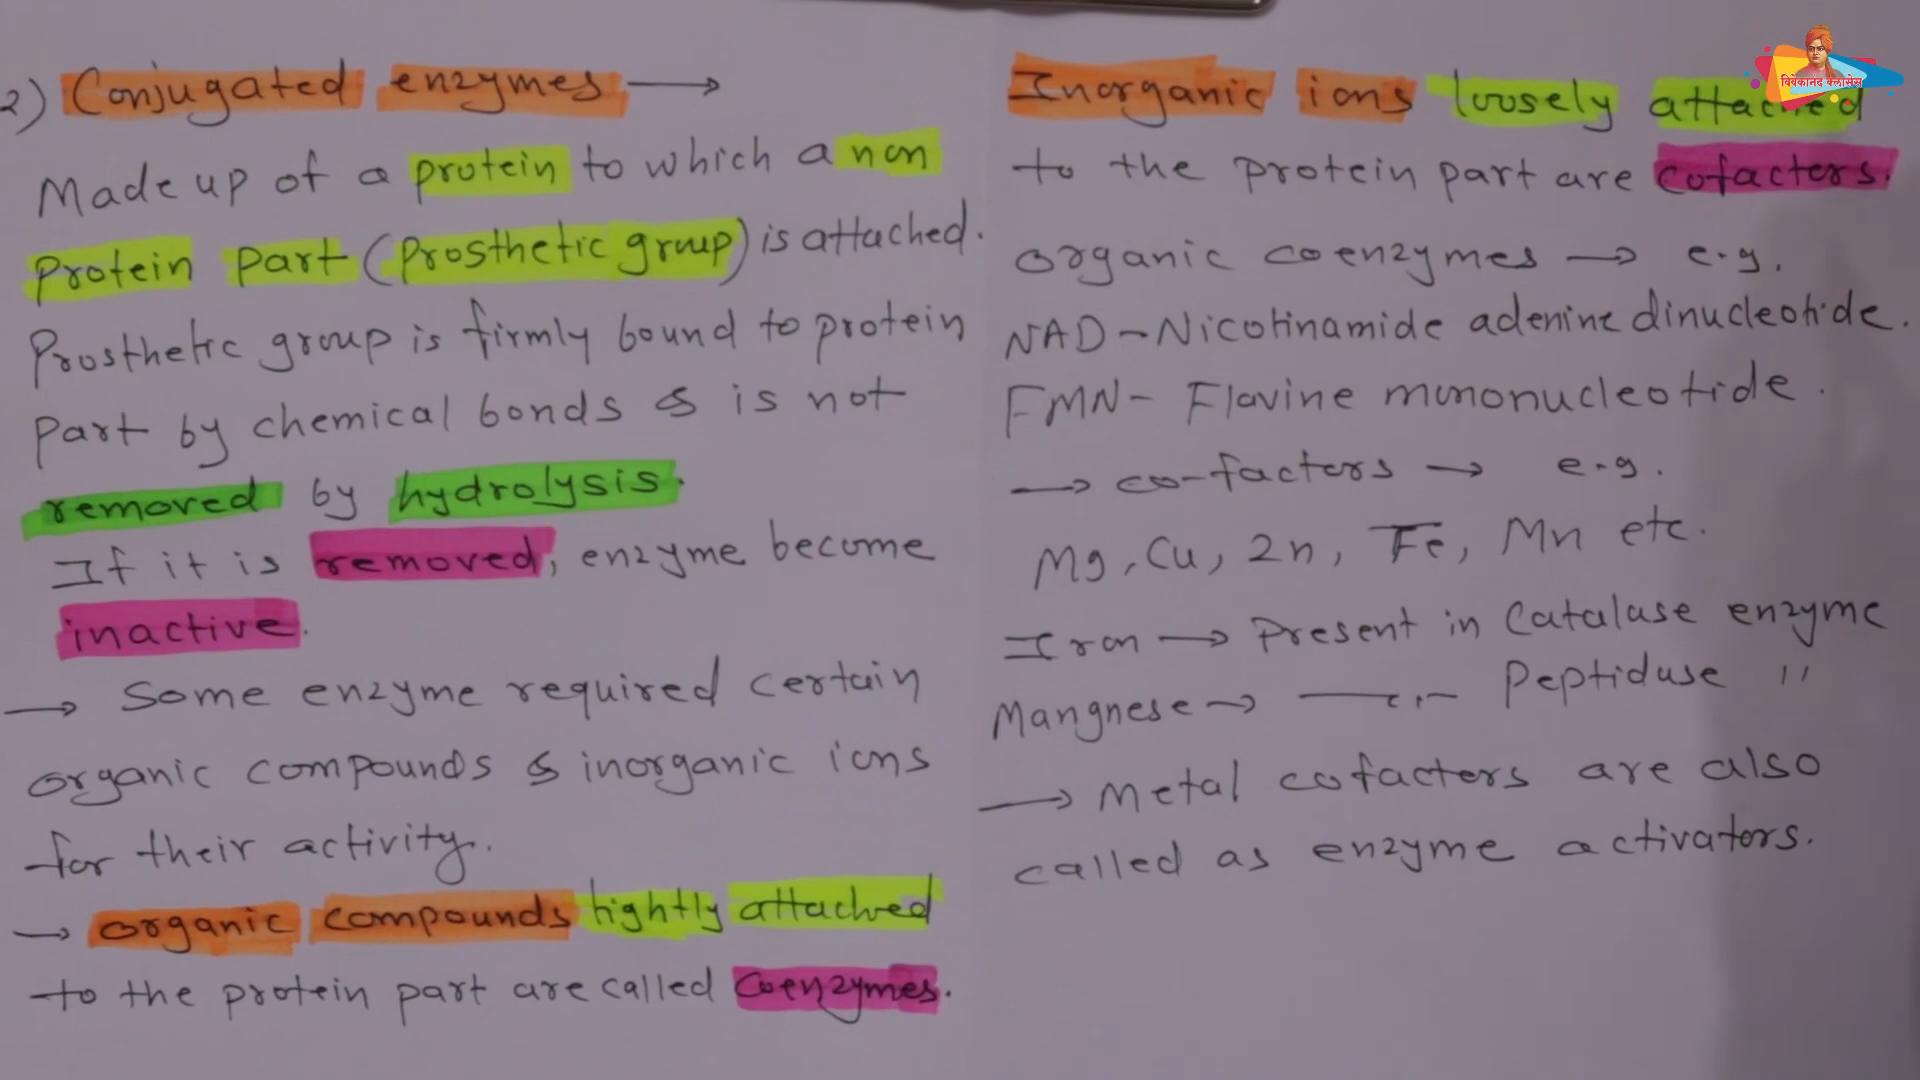 2) Conjugated enzymes →
Made up of a protein to which a non
protein part (prosthetic group) is attached.
Prosthetic group is firmly bound to protein
part by chemical bonds & is not
removed by hydrolysis.
If it is removed, enzyme become
inactive.
→ Some enzyme required certain
organic compounds & inorganic ions
for their activity.
→ organic compounds tightly attached
to the protein part are called coenzymes.
Inorganic ions loosely attached
to the protein part are cofacters.
organic coenzymes → e.g.
NAD - Nicotinamide adenine dinucleotide.
FMN - Flavine mononucleotide.
→ co-factors → e.g.
Mg, Cu, Zn, Fe, Mn etc.
Iron → Present in Catalase enzyme
Mangnese → —〃— Peptidase 〃
→ Metal cofacters are also
called as enzyme activators.
विवेकानंद क्लासेस